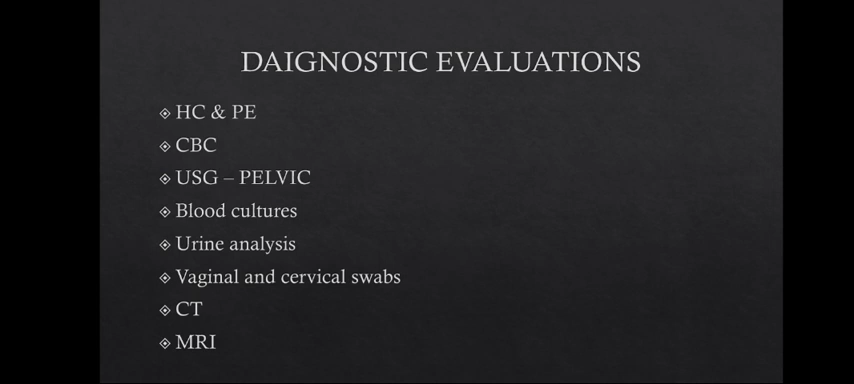 DAIGNOSTIC EVALUATIONS
HC & PE
CBC
USG – PELVIC
Blood cultures
Urine analysis
Vaginal and cervical swabs
CT
MRI